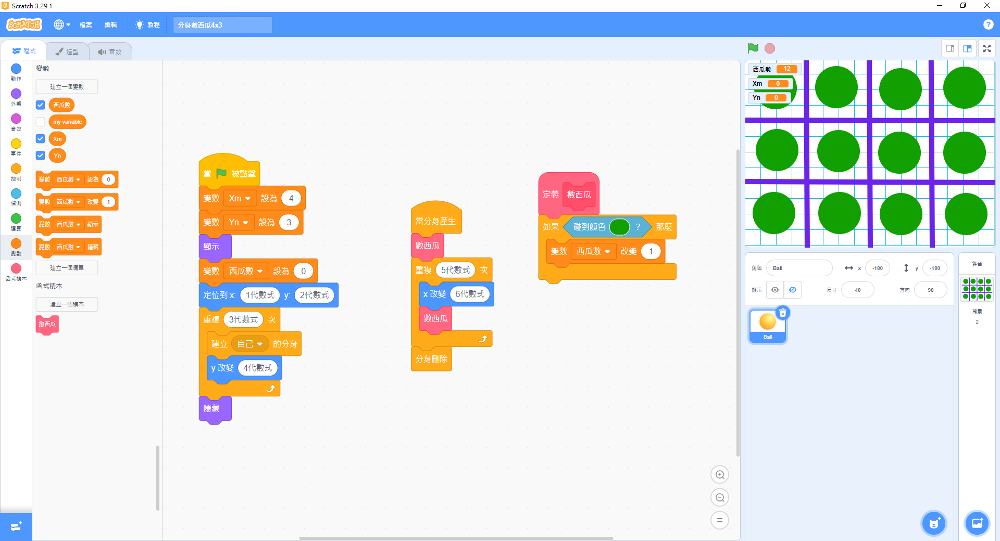 Scratch 3.29.1
SCRATCH
檔案
編輯
教程
分身數西瓜4x3
程式
造型
音效
動作
外觀
音效
事件
控制
偵測
運算
變數
函式積木
變數
建立一個變數
西瓜數
my variable
Xm
Yn
變數 西瓜數 設為 0
變數 西瓜數 改變 1
變數 西瓜數 顯示
變數 西瓜數 隱藏
建立一個清單
函式積木
建立一個積木
數西瓜
當 被點擊
變數 Xm 設為 4
變數 Yn 設為 3
顯示
變數 西瓜數 設為 0
定位到 x: 1代數式 y: 2代數式
重複 3代數式 次
建立 自己 的分身
y 改變 4代數式
隱藏
當分身產生
數西瓜
重複 5代數式 次
x 改變 6代數式
數西瓜
分身刪除
定義 數西瓜
如果 碰到顏色 ? 那麼
變數 西瓜數 改變 1
西瓜數 12
Xm 0
Yn 0
角色 Ball x -180 y -180
顯示 尺寸 40 方向 90
Ball
舞台
背景
2